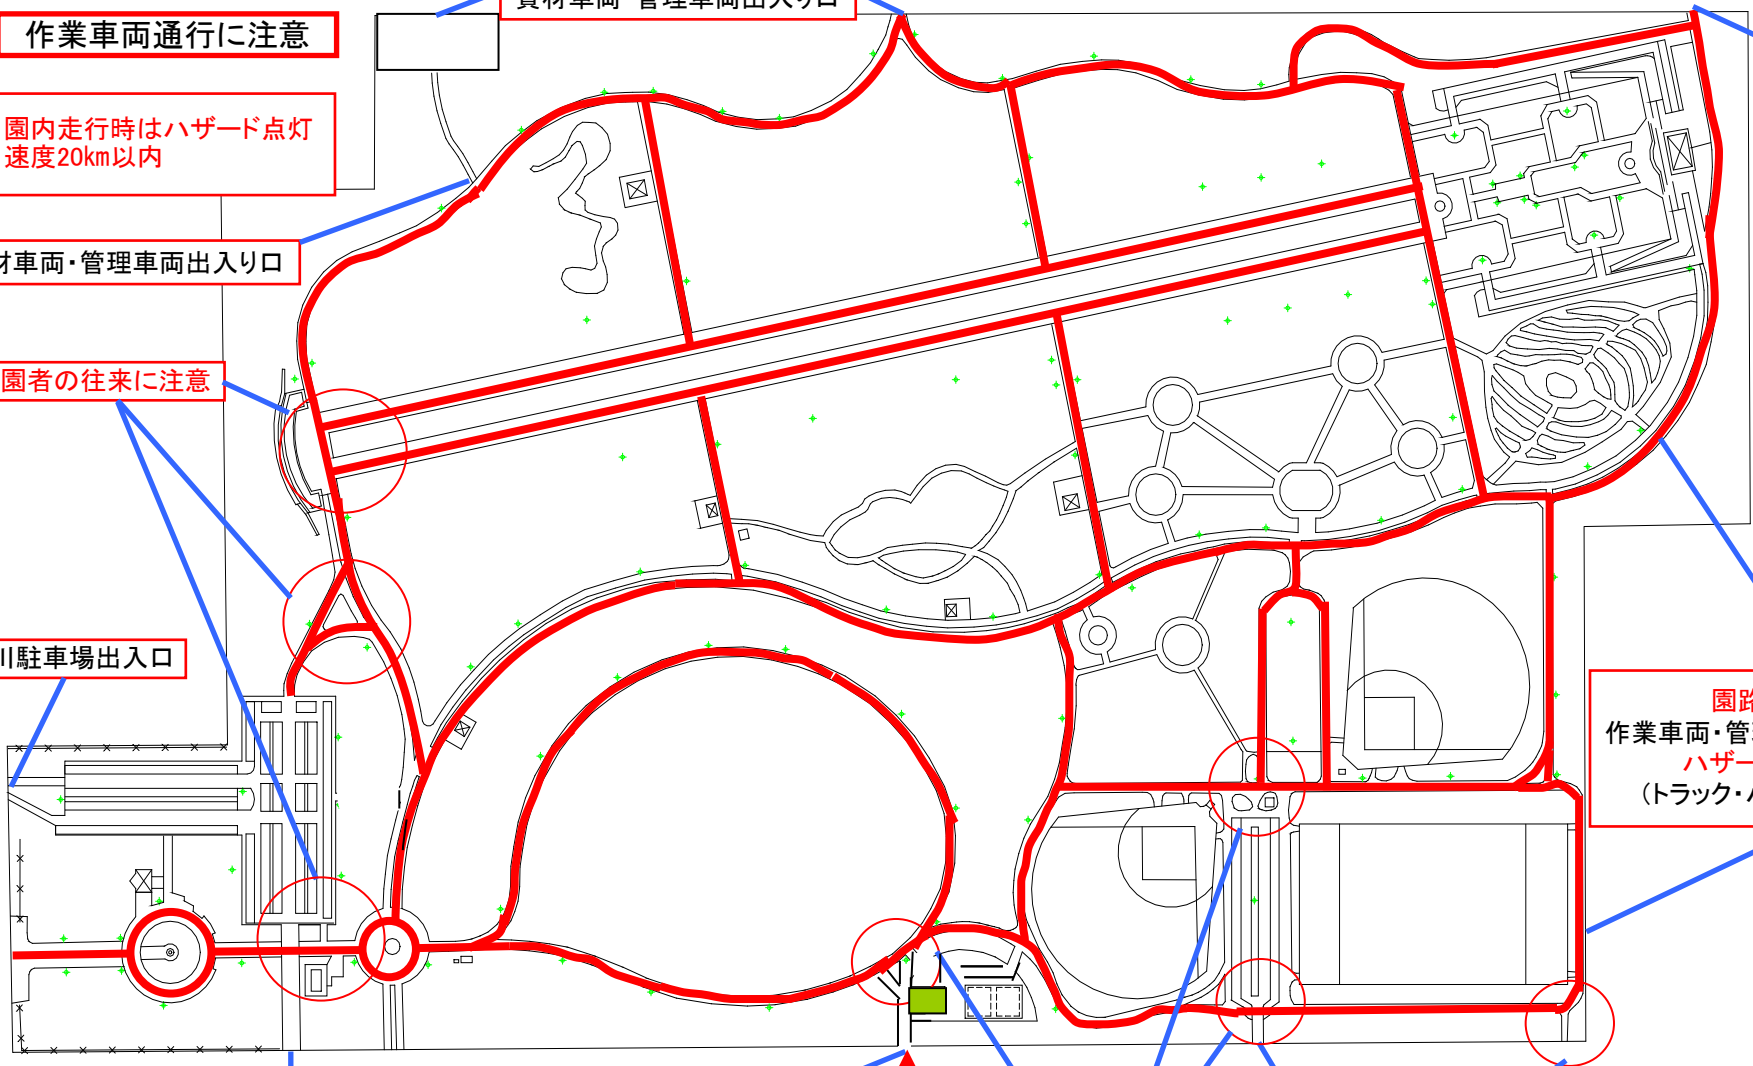 資材車両・管理車両出入り口
作業車両通行に注意
園内走行時はハザード点灯
速度20km以内
材車両・管理車両出入り口
園者の往来に注意
川駐車場出入口
園路
作業車両・管理
ハザー
(トラック・